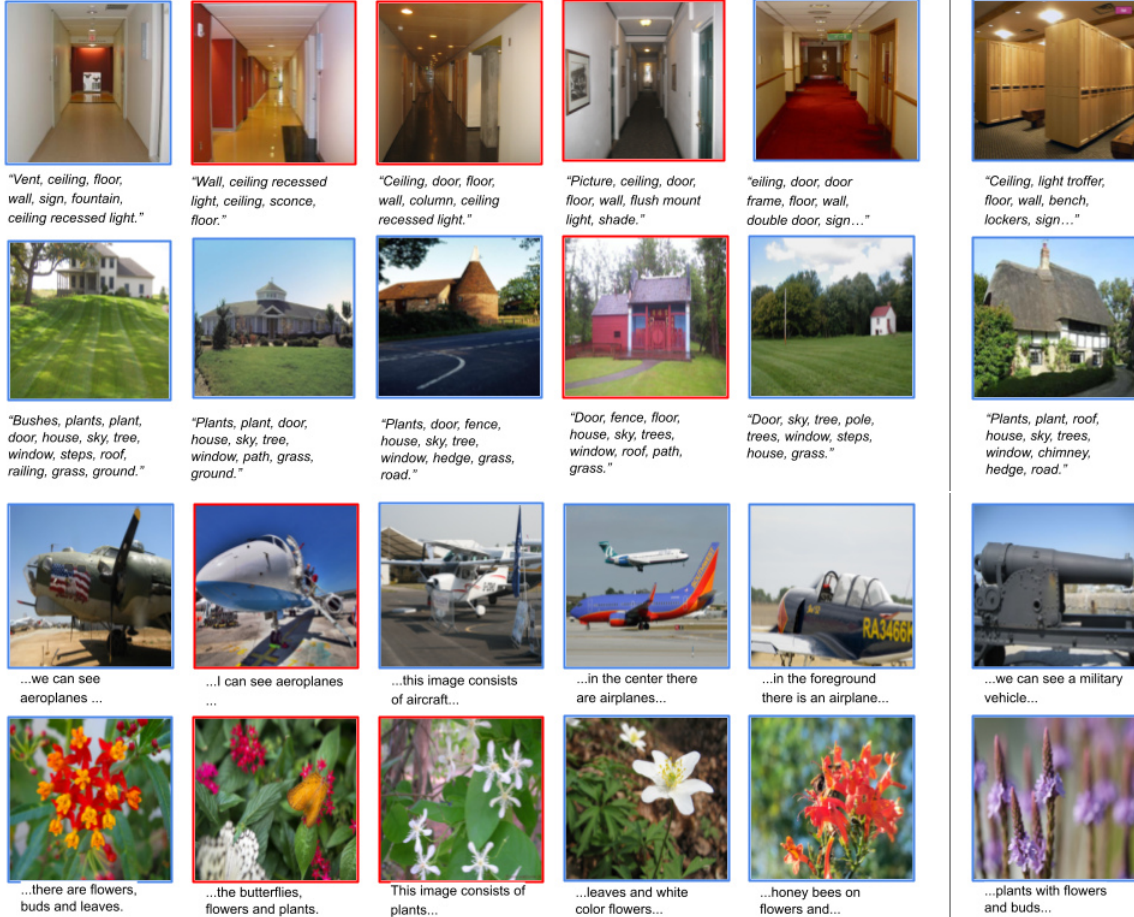 “Vent, ceiling, floor,
wall, sign, fountain,
ceiling recessed light.”
“Wall, ceiling recessed
light, ceiling, sconce,
floor.”
“Ceiling, door, floor,
wall, column, ceiling
recessed light.”
“Picture, ceiling, door,
floor, wall, flush mount
light, shade.”
“eiling, door, door
frame, floor, wall,
double door, sign…”
“Ceiling, light troffer,
floor, wall, bench,
lockers, sign…”
“Bushes, plants, plant,
door, house, sky, tree,
window, steps, roof,
railing, grass, ground.”
“Plants, plant, door,
house, sky, tree,
window, path, grass,
ground.”
“Plants, door, fence,
house, sky, tree,
window, hedge, grass,
road.”
“Door, fence, floor,
house, sky, trees,
window, roof, path,
grass.”
“Door, sky, tree, pole,
trees, window, steps,
house, grass.”
“Plants, plant, roof,
house, sky, trees,
window, chimney,
hedge, road.”
RA3466K
...we can see
aeroplanes ...
...I can see aeroplanes
...
...this image consists
of aircraft...
...in the center there
are airplanes...
...in the foreground
there is an airplane...
...we can see a military
vehicle...
...there are flowers,
buds and leaves.
...the butterflies,
flowers and plants.
This image consists of
plants...
...leaves and white
color flowers...
...honey bees on
flowers and...
...plants with flowers
and buds...